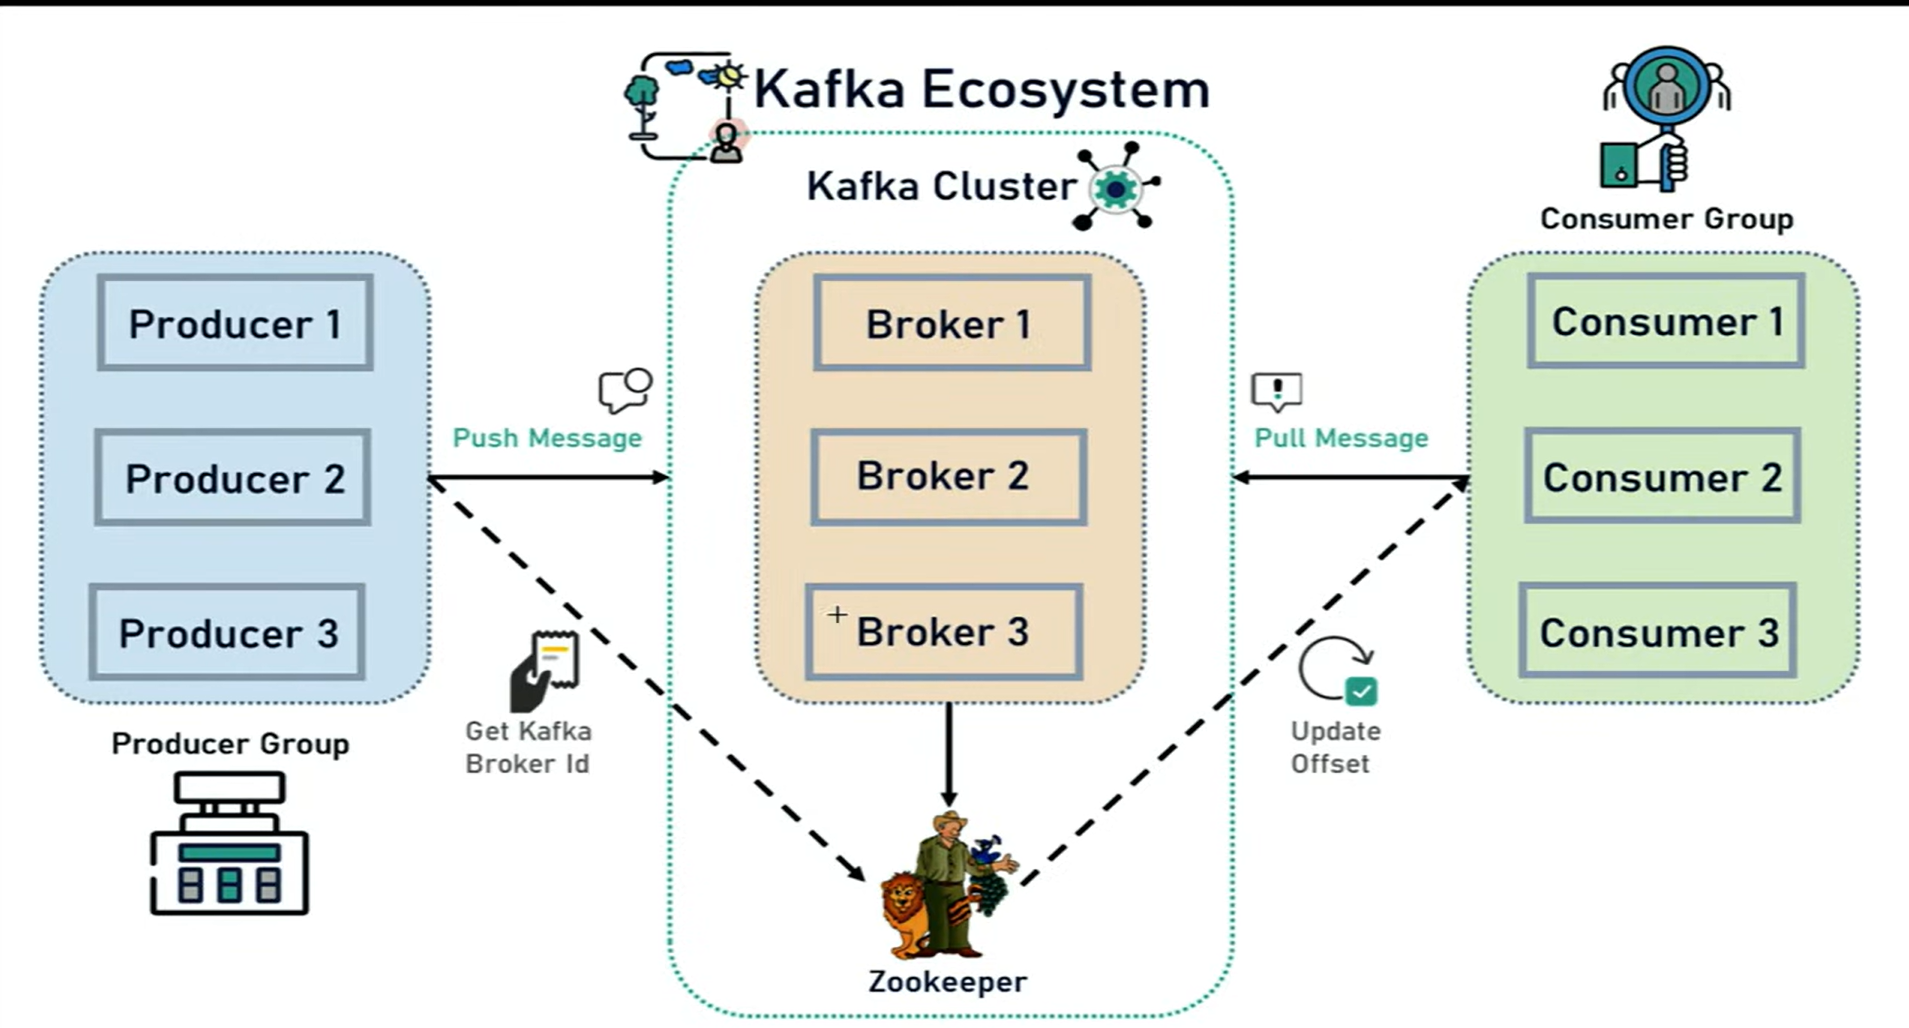 Kafka Ecosystem
Kafka Cluster
Consumer Group
Producer 1
Broker 1
Consumer 1
Push Message
Pull Message
Producer 2
Broker 2
Consumer 2
Producer 3
Broker 3
Consumer 3
Producer Group
Get Kafka
Broker Id
Update
Offset
Zookeeper